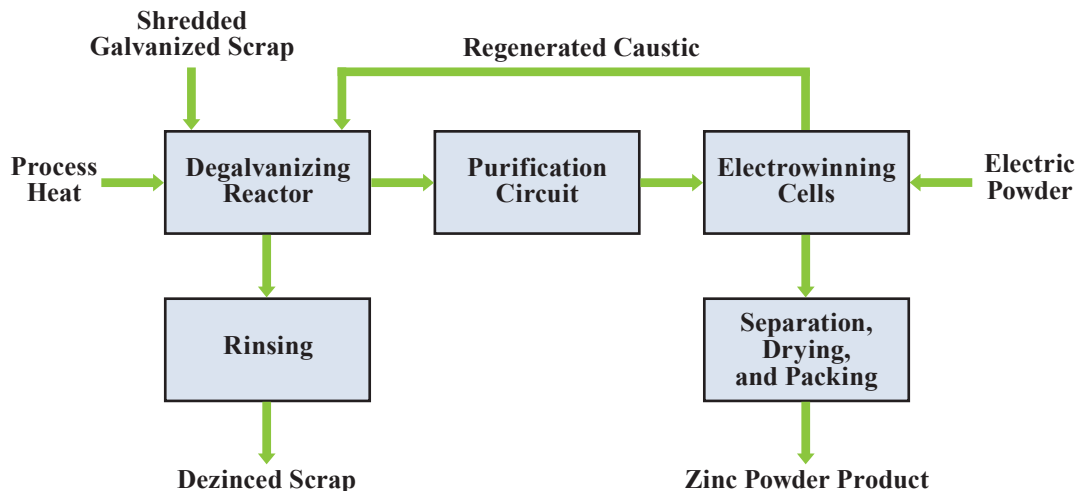 Shredded
Galvanized Scrap
Regenerated Caustic
Process
Heat
Degalvanizing
Reactor
Purification
Circuit
Electrowinning
Cells
Electric
Powder
Rinsing
Separation,
Drying,
and Packing
Dezinced Scrap
Zinc Powder Product